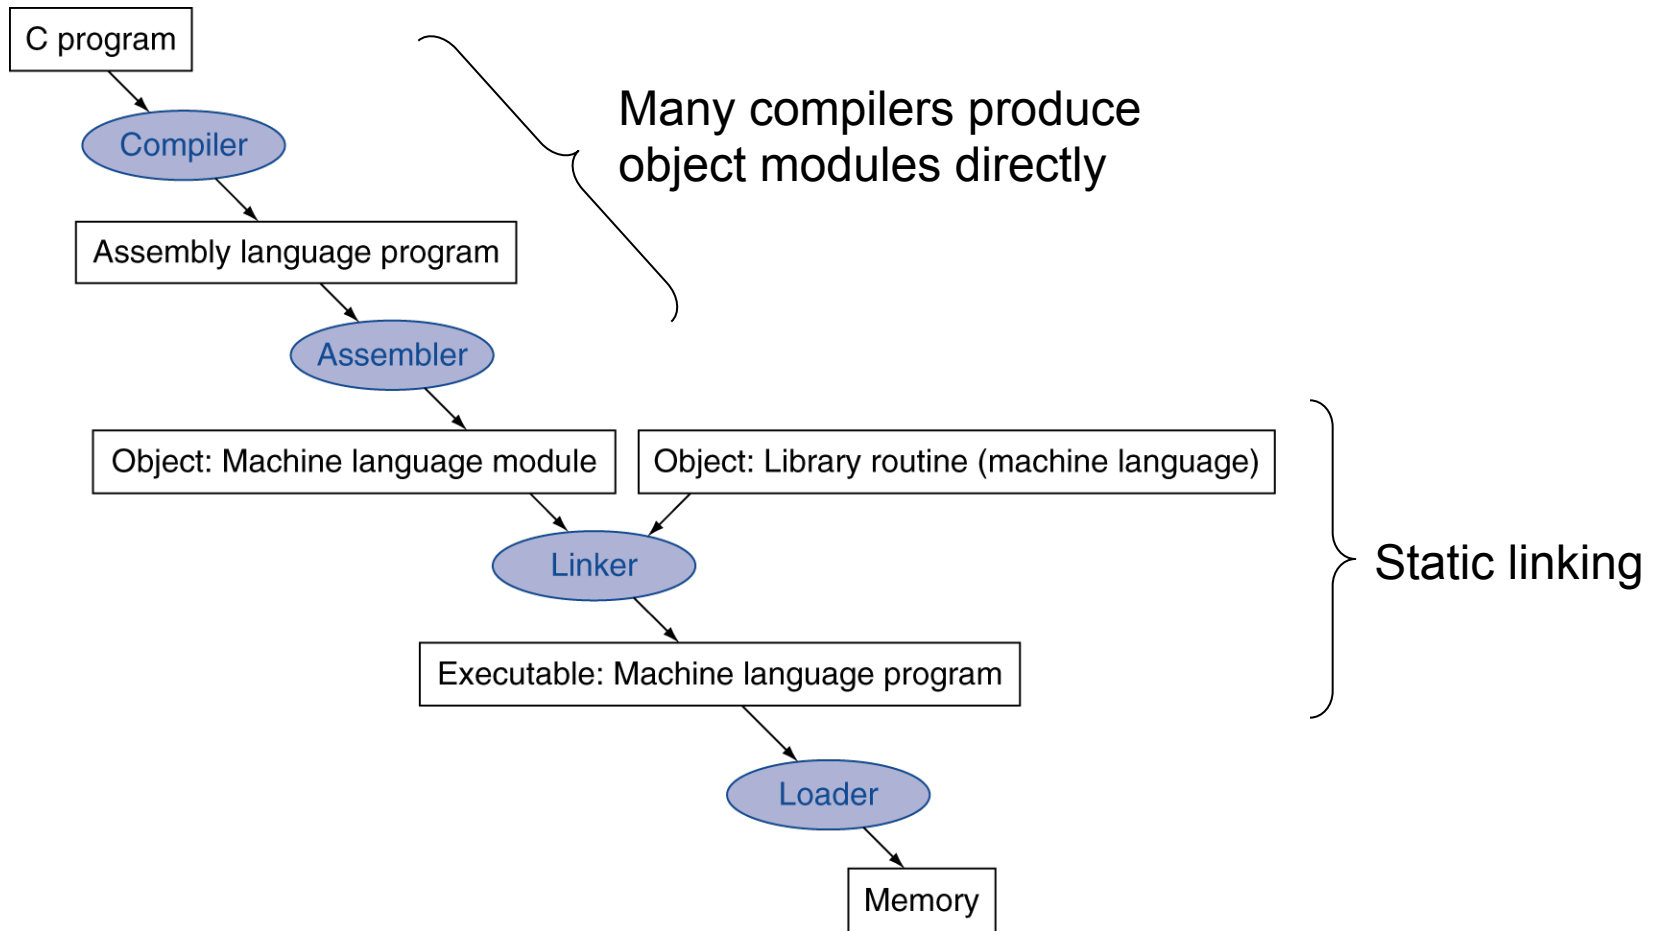 C program
Many compilers produce
object modules directly
Compiler
Assembly language program
Assembler
Object: Machine language module
Object: Library routine (machine language)
Linker
Static linking
Executable: Machine language program
Loader
Memory